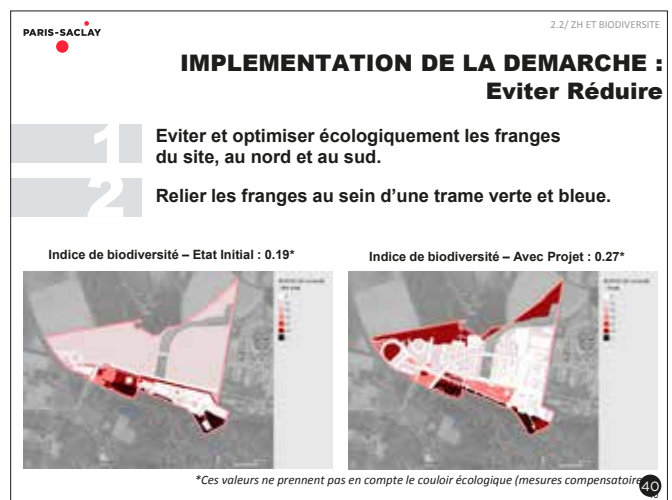 PARIS-SACLAY
2.2/ ZH ET BIODIVERSITE
IMPLEMENTATION DE LA DEMARCHE :
Eviter Réduire
1
Eviter et optimiser écologiquement les franges
du site, au nord et au sud.
2
Relier les franges au sein d'une trame verte et bleue.
Indice de biodiversité – Etat Initial : 0.19*
Indice de biodiversité – Avec Projet : 0.27*
*Ces valeurs ne prennent pas en compte le couloir écologique (mesures compensatoire
40